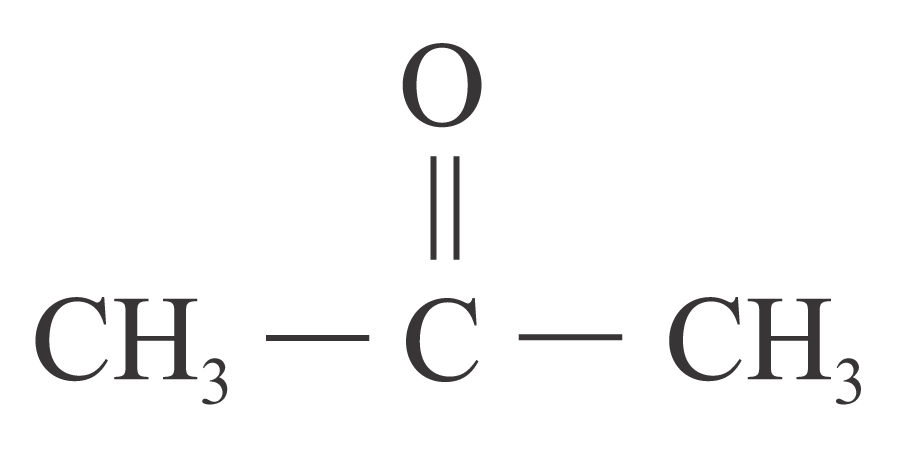 O
CH₃ — C — CH₃